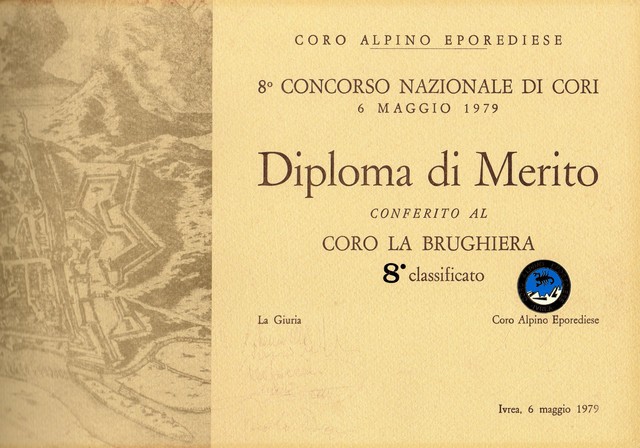 CORO ALPINO EPOREDIESE
8º CONCORSO NAZIONALE DI CORI
6 MAGGIO 1979
Diploma di Merito
CONFERITO AL
CORO LA BRUGHIERA
8° classificato
La Giuria
Coro Alpino Eporediese
Ivrea, 6 maggio 1979